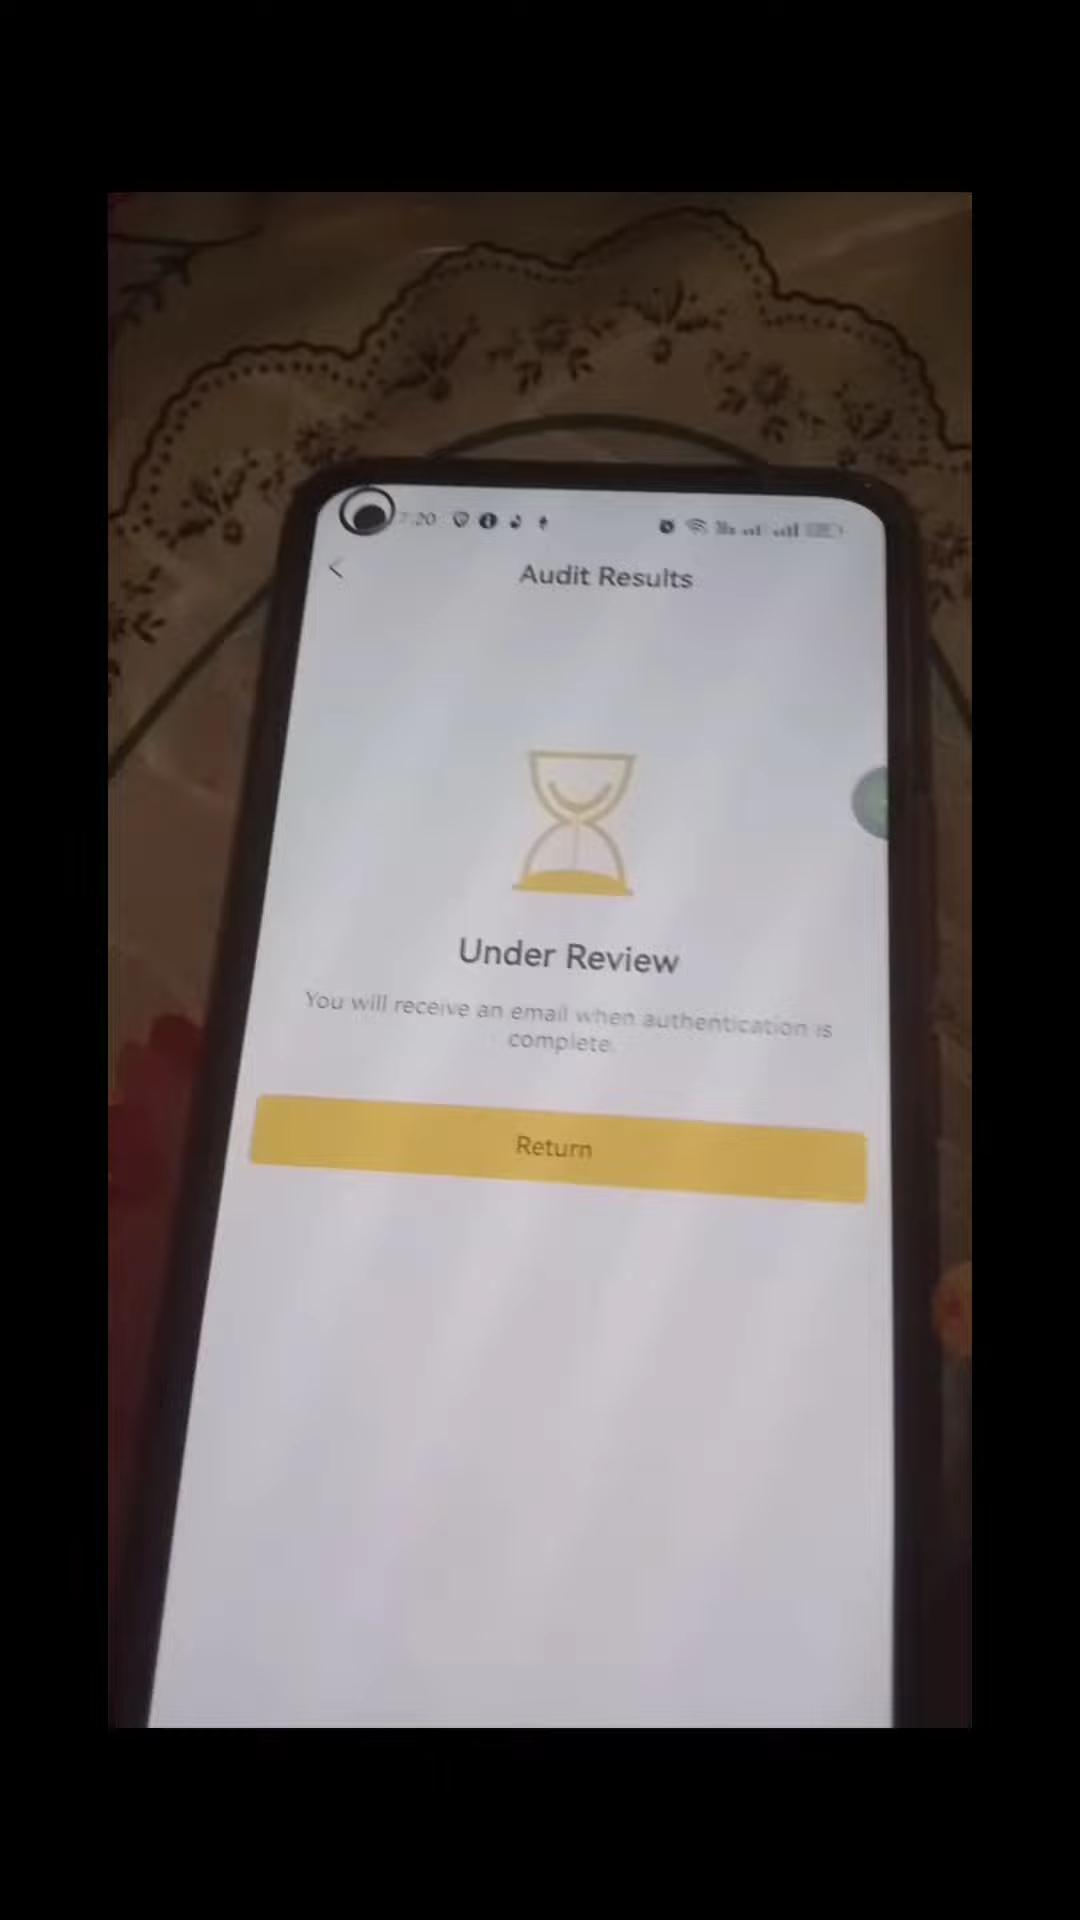 Audit Results
Under Review
You will receive an email when authentication is
complete.
Return